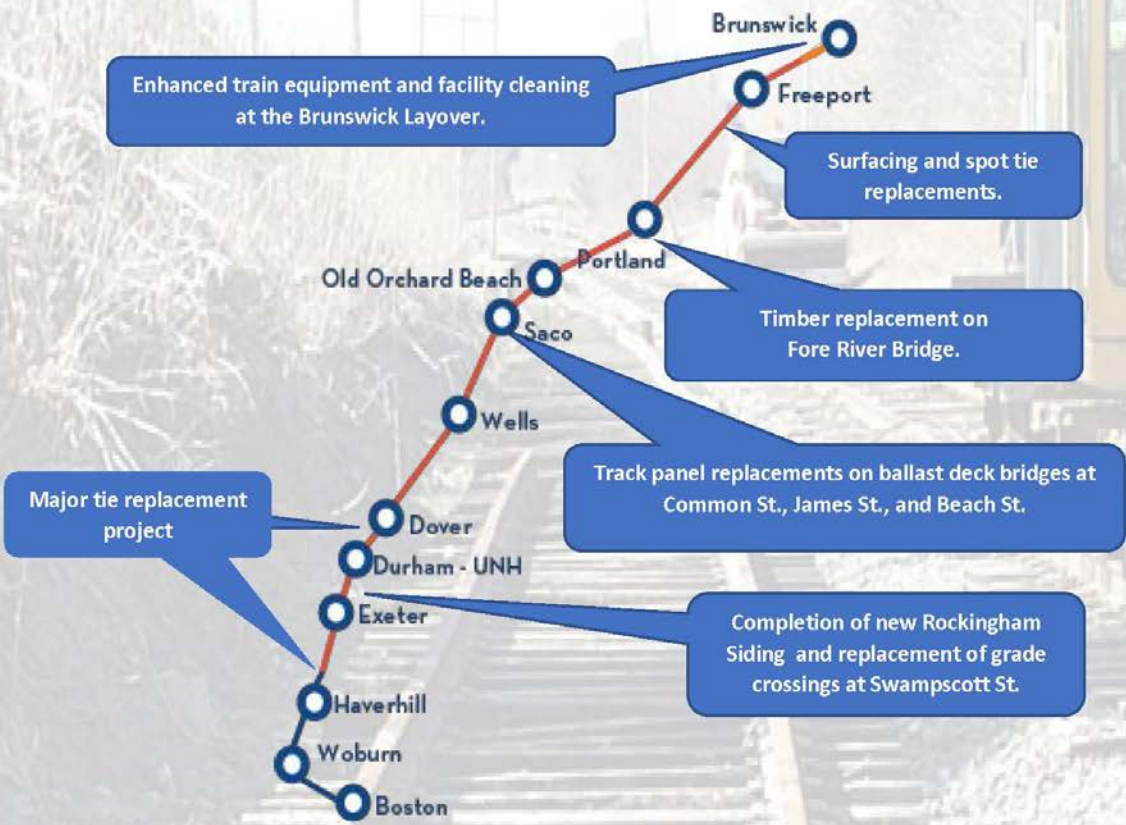 Brunswick
Enhanced train equipment and facility cleaning
at the Brunswick Layover.
Freeport
Surfacing and spot tie
replacements.
Portland
Old Orchard Beach
Timber replacement on
Fore River Bridge.
Saco
Wells
Track panel replacements on ballast deck bridges at
Common St., James St., and Beach St.
Major tie replacement
project
Dover
Durham - UNH
Exeter
Completion of new Rockingham
Siding and replacement of grade
crossings at Swampscott St.
Haverhill
Woburn
Boston